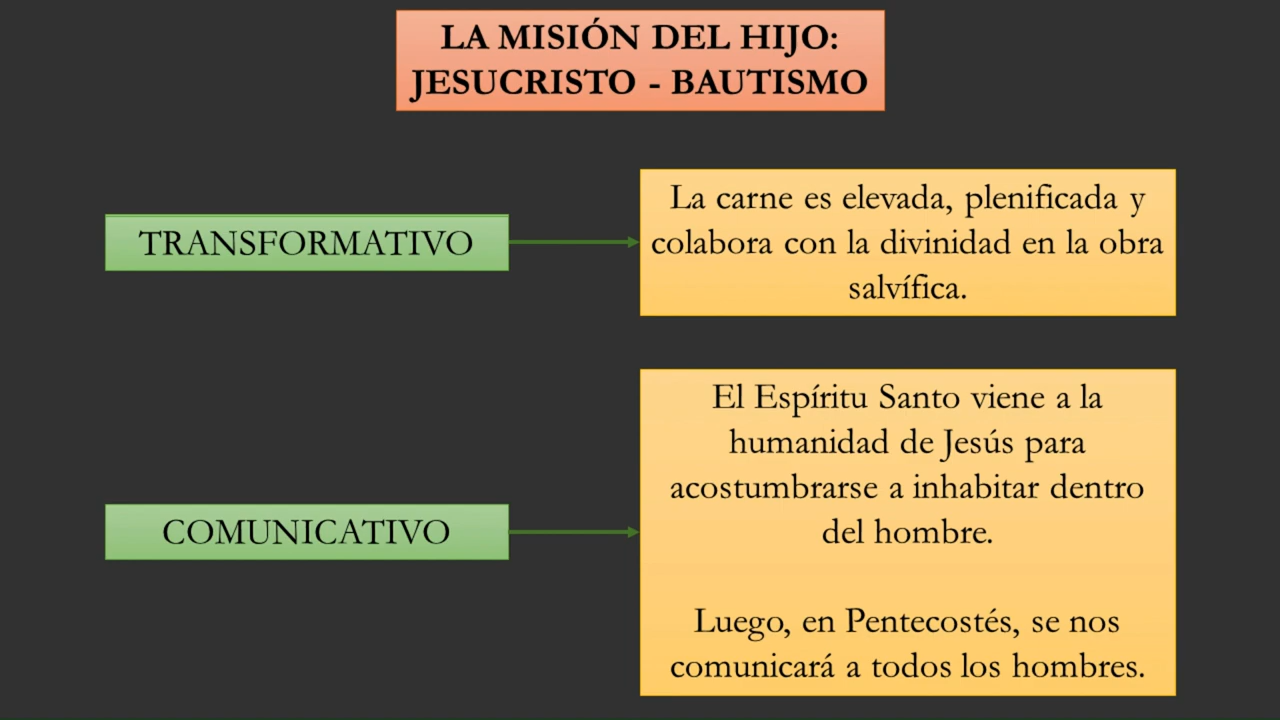 LA MISIÓN DEL HIJO:
JESUCRISTO - BAUTISMO
TRANSFORMATIVO
La carne es elevada, plenificada y
colabora con la divinidad en la obra
salvífica.
COMUNICATIVO
El Espíritu Santo viene a la
humanidad de Jesús para
acostumbrarse a inhabitar dentro
del hombre.
Luego, en Pentecostés, se nos
comunicará a todos los hombres.